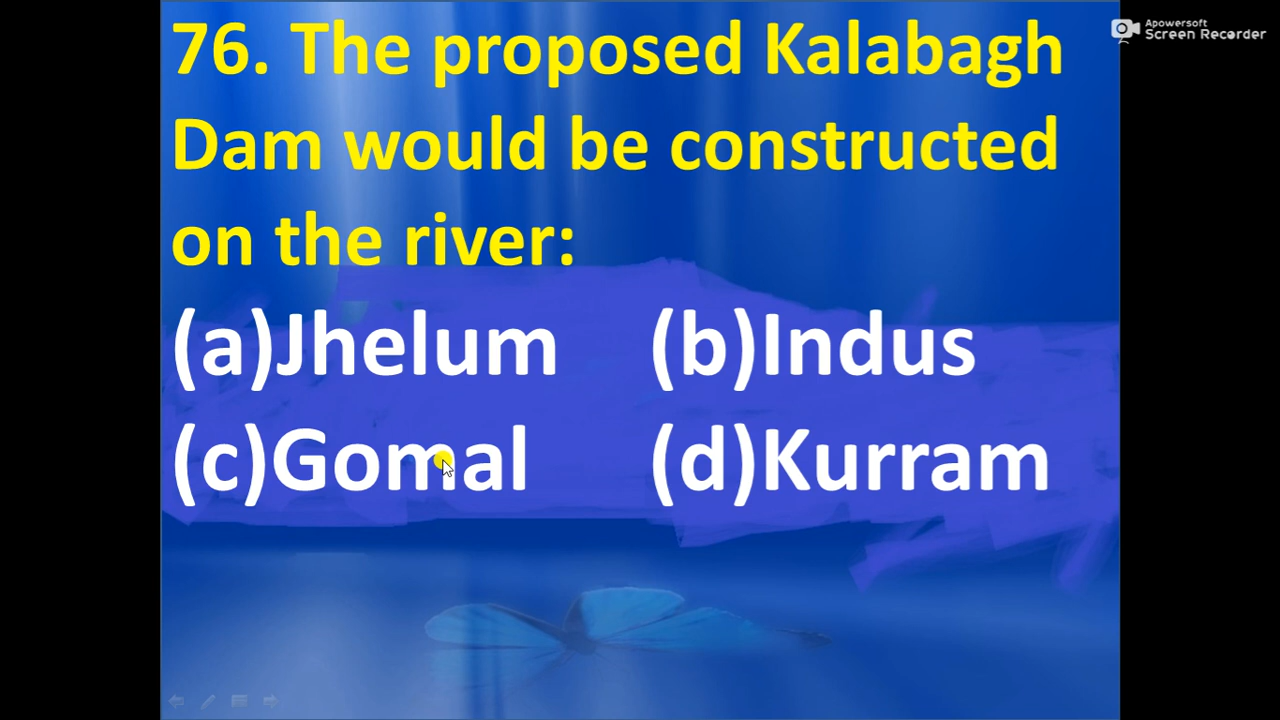 76. The proposed Kalabagh
Dam would be constructed
on the river:
(a)Jhelum (b)Indus
(c)Gomal (d)Kurram
Apowersoft
Screen Recorder